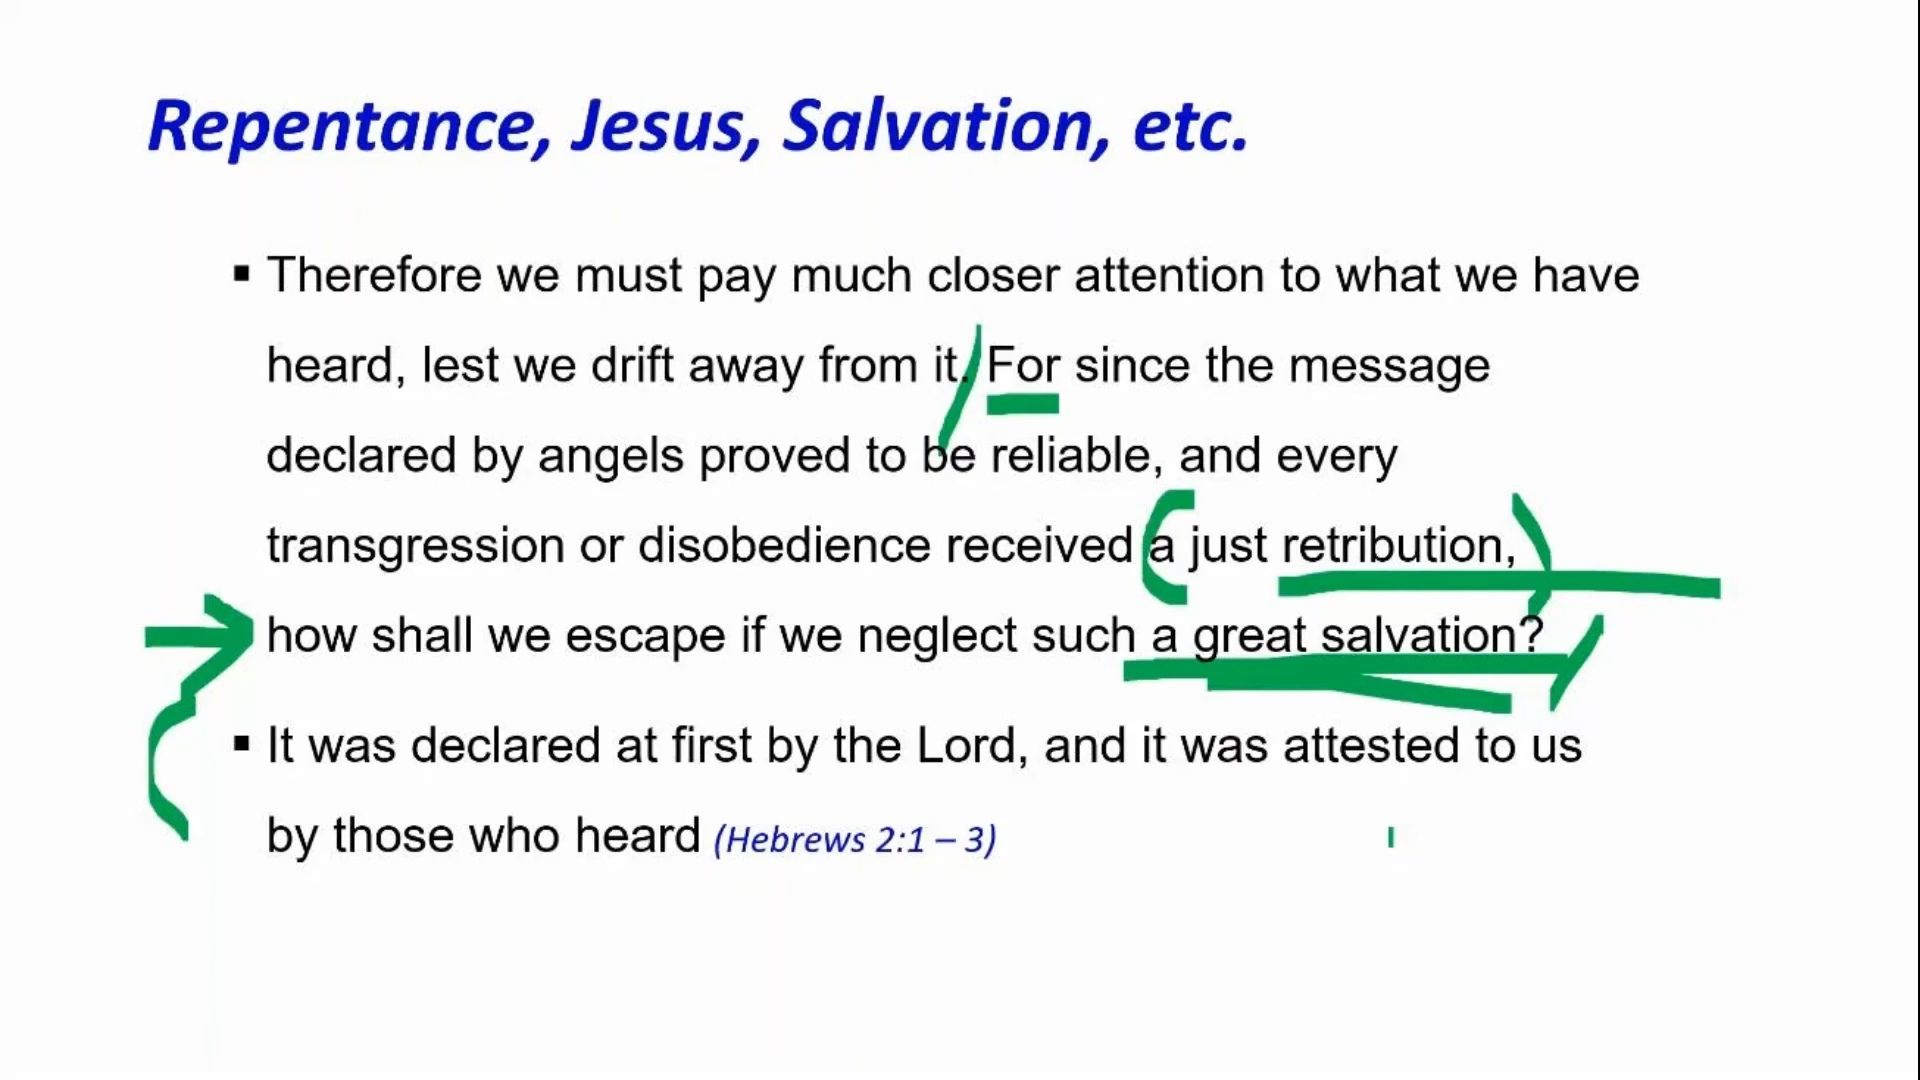 Repentance, Jesus, Salvation, etc.
▪ Therefore we must pay much closer attention to what we have
heard, lest we drift away from it. For since the message
declared by angels proved to be reliable, and every
transgression or disobedience received a just retribution,
how shall we escape if we neglect such a great salvation?
▪ It was declared at first by the Lord, and it was attested to us
by those who heard (Hebrews 2:1 – 3)